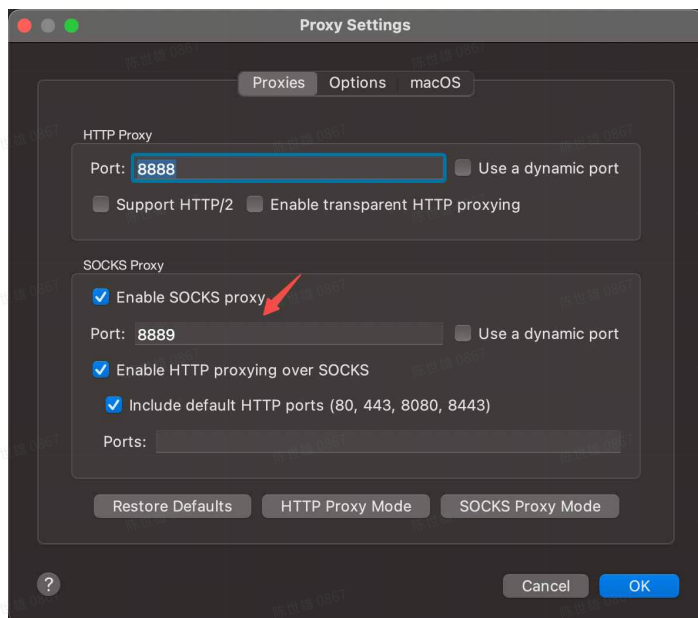 Proxy Settings
Proxies Options macOS
HTTP Proxy
Port: 8888 Use a dynamic port
Support HTTP/2 Enable transparent HTTP proxying
SOCKS Proxy
Enable SOCKS proxy
Port: 8889 Use a dynamic port
Enable HTTP proxying over SOCKS
Include default HTTP ports (80, 443, 8080, 8443)
Ports:
Restore Defaults HTTP Proxy Mode SOCKS Proxy Mode
? Cancel OK